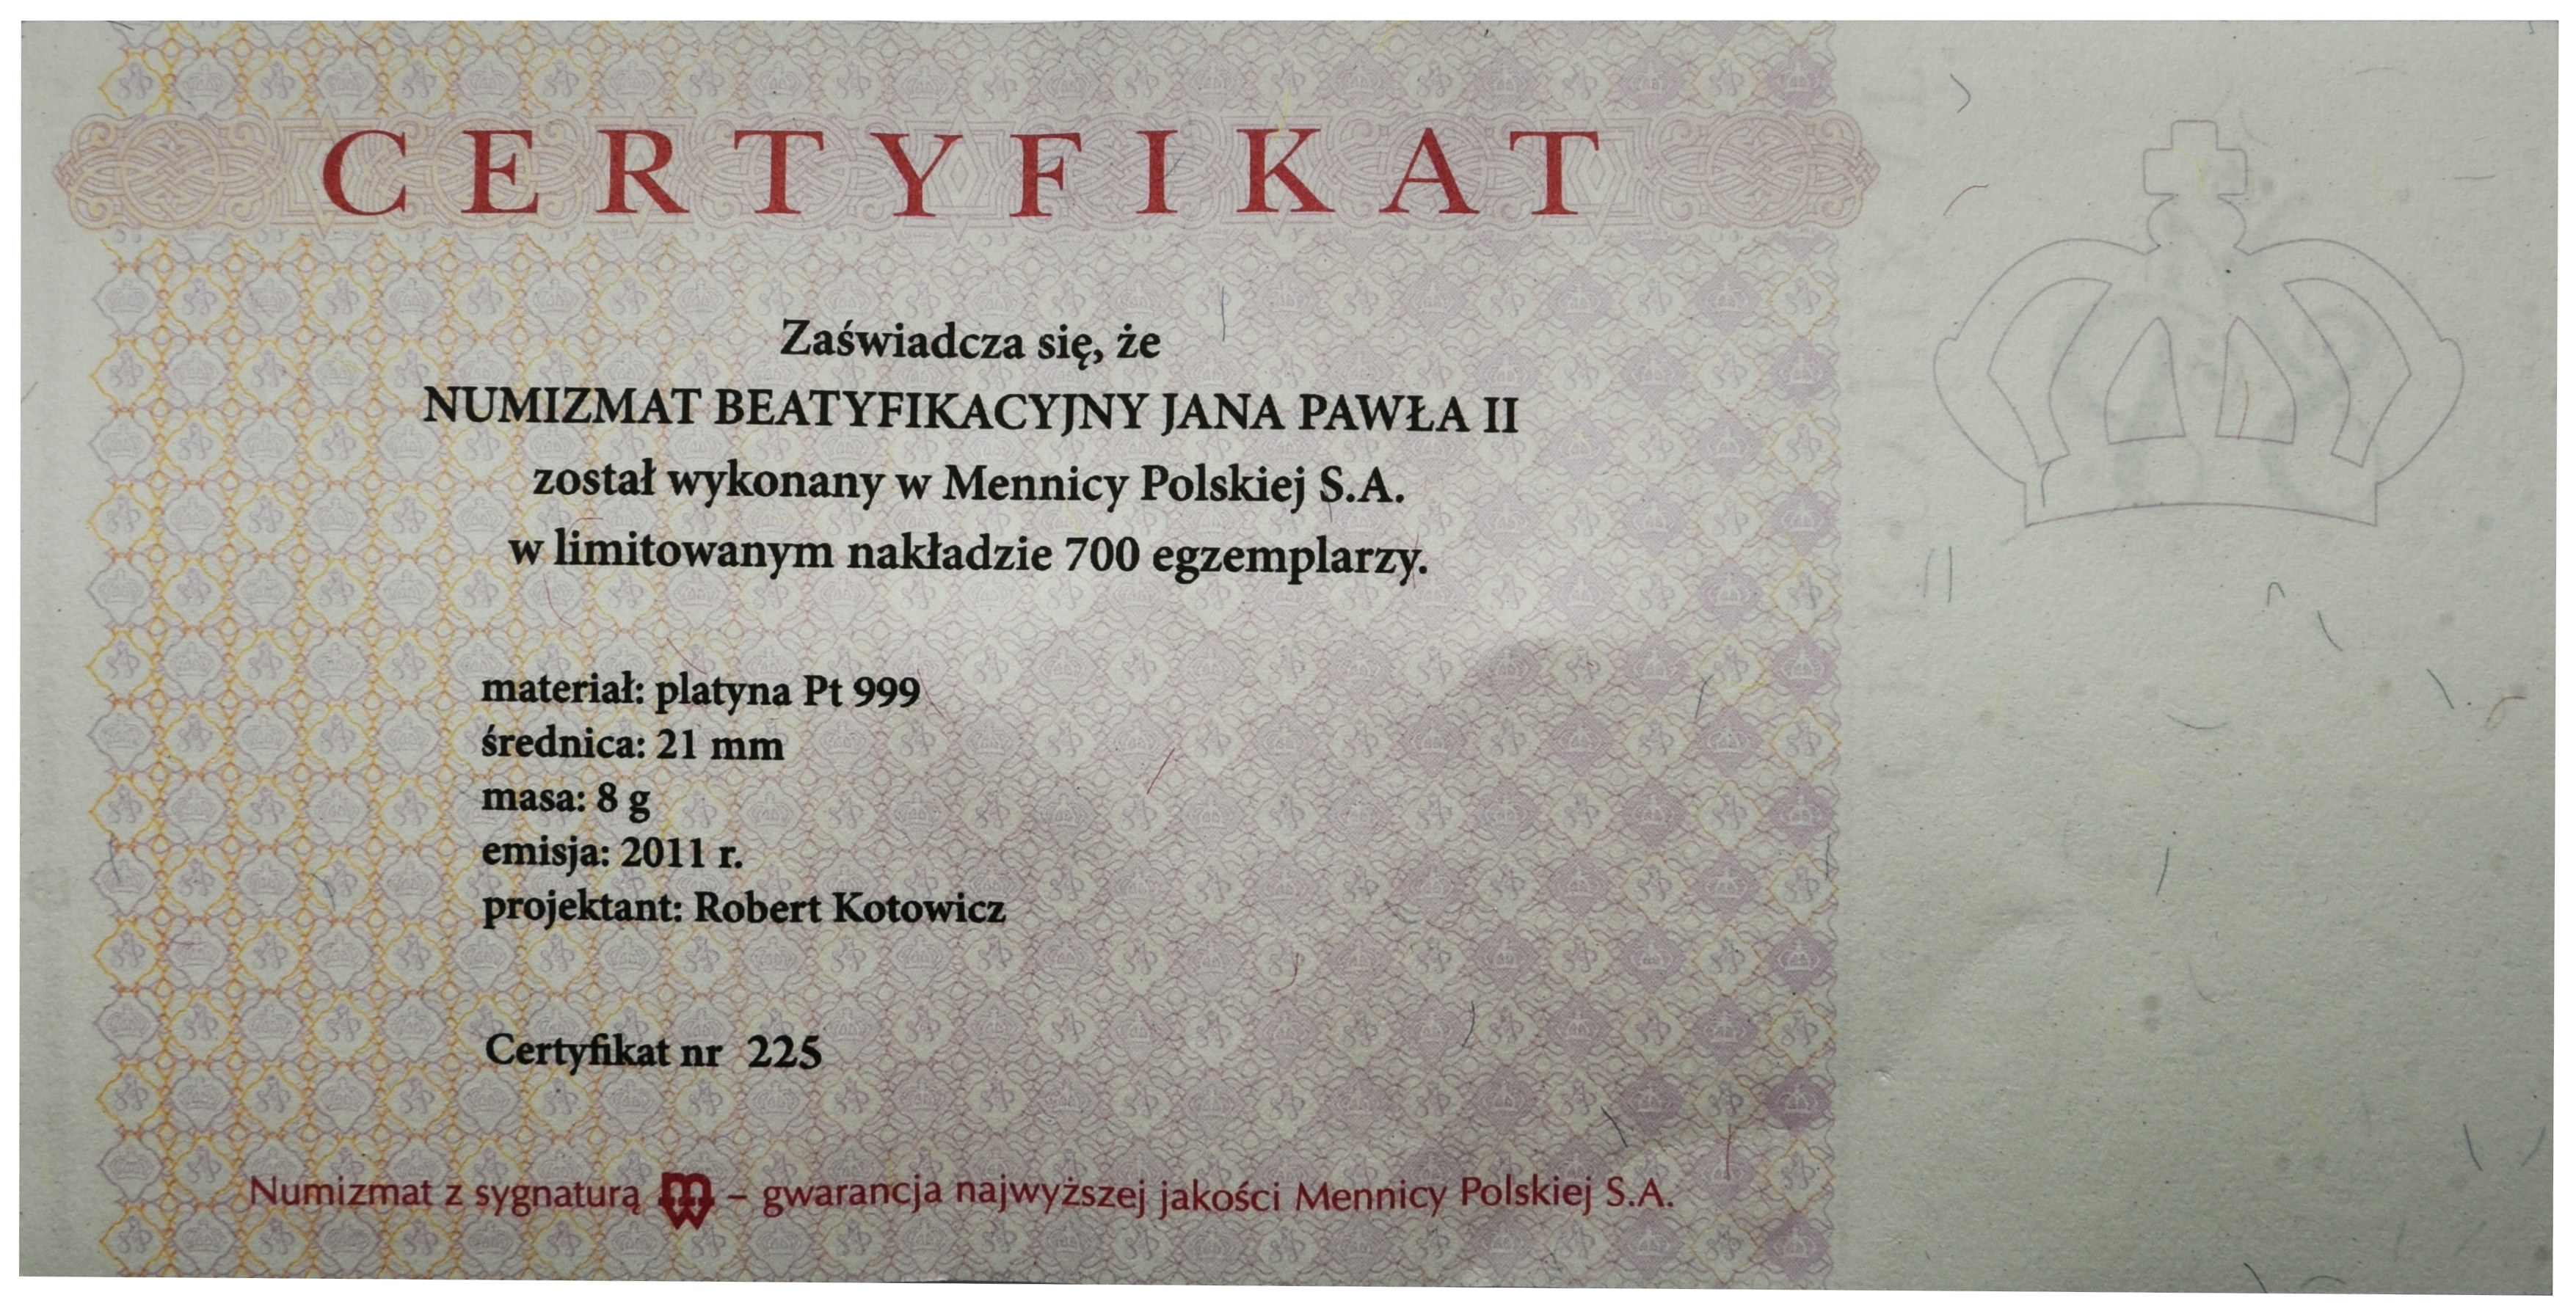 CERTYFIKAT
Zaświadcza się, że
NUMIZMAT BEATYFIKACYJNY JANA PAWŁA II
został wykonany w Mennicy Polskiej S.A.
w limitowanym nakładzie 700 egzemplarzy.
materiał: platyna Pt 999
średnica: 21 mm
masa: 8 g
emisja: 2011 r.
projektant: Robert Kotowicz
Certyfikat nr 225
Numizmat z sygnaturą MW – gwarancja najwyższej jakości Mennicy Polskiej S.A.